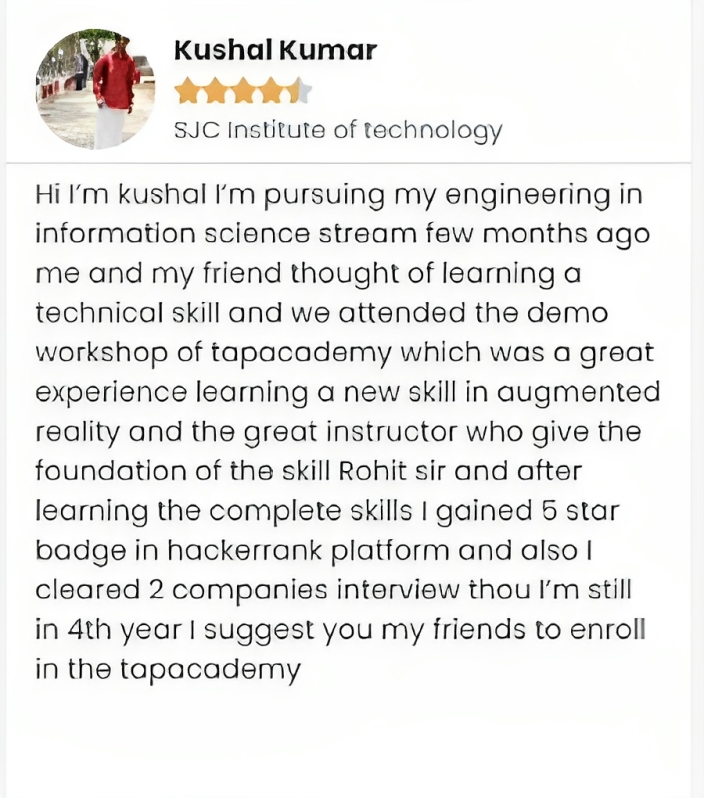 Kushal Kumar
SJC Institute of technology
Hi I'm kushal I'm pursuing my engineering in
information science stream few months ago
me and my friend thought of learning a
technical skill and we attended the demo
workshop of tapacademy which was a great
experience learning a new skill in augmented
reality and the great instructor who give the
foundation of the skill Rohit sir and after
learning the complete skills I gained 5 star
badge in hackerrank platform and also I
cleared 2 companies interview thou I'm still
in 4th year I suggest you my friends to enroll
in the tapacademy